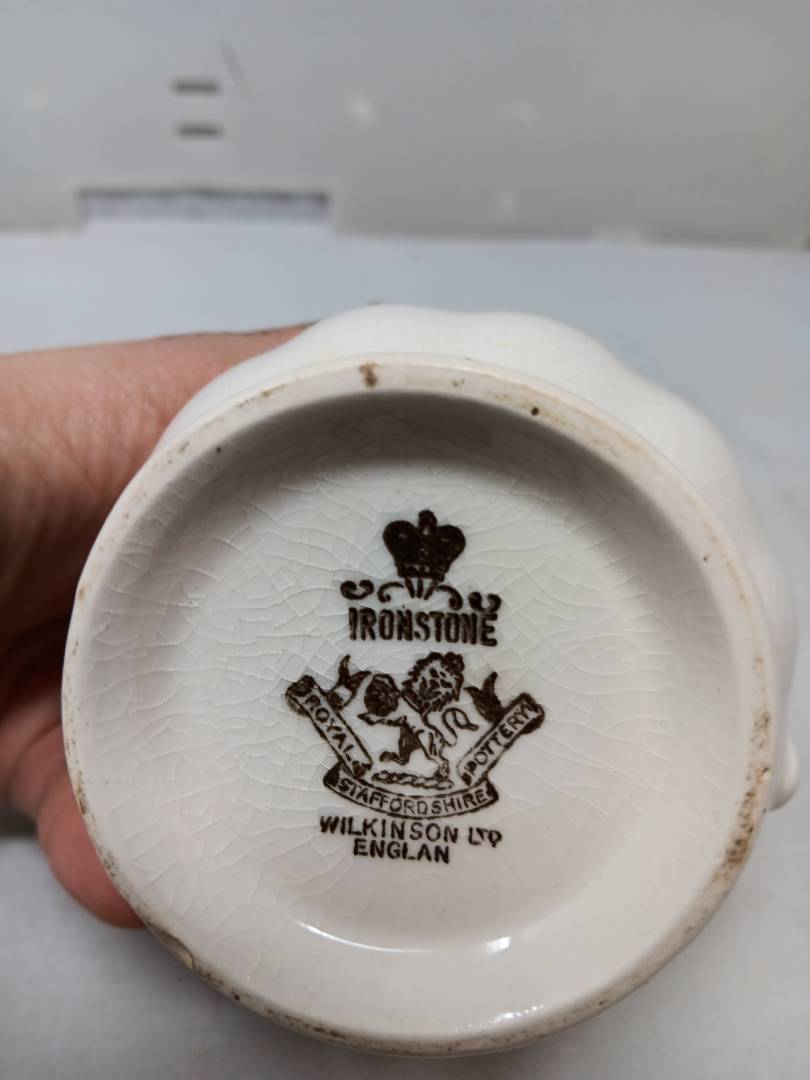 IRONSTONE
ROYAL STAFFORDSHIRE POTTERY
WILKINSON LTD
ENGLAN